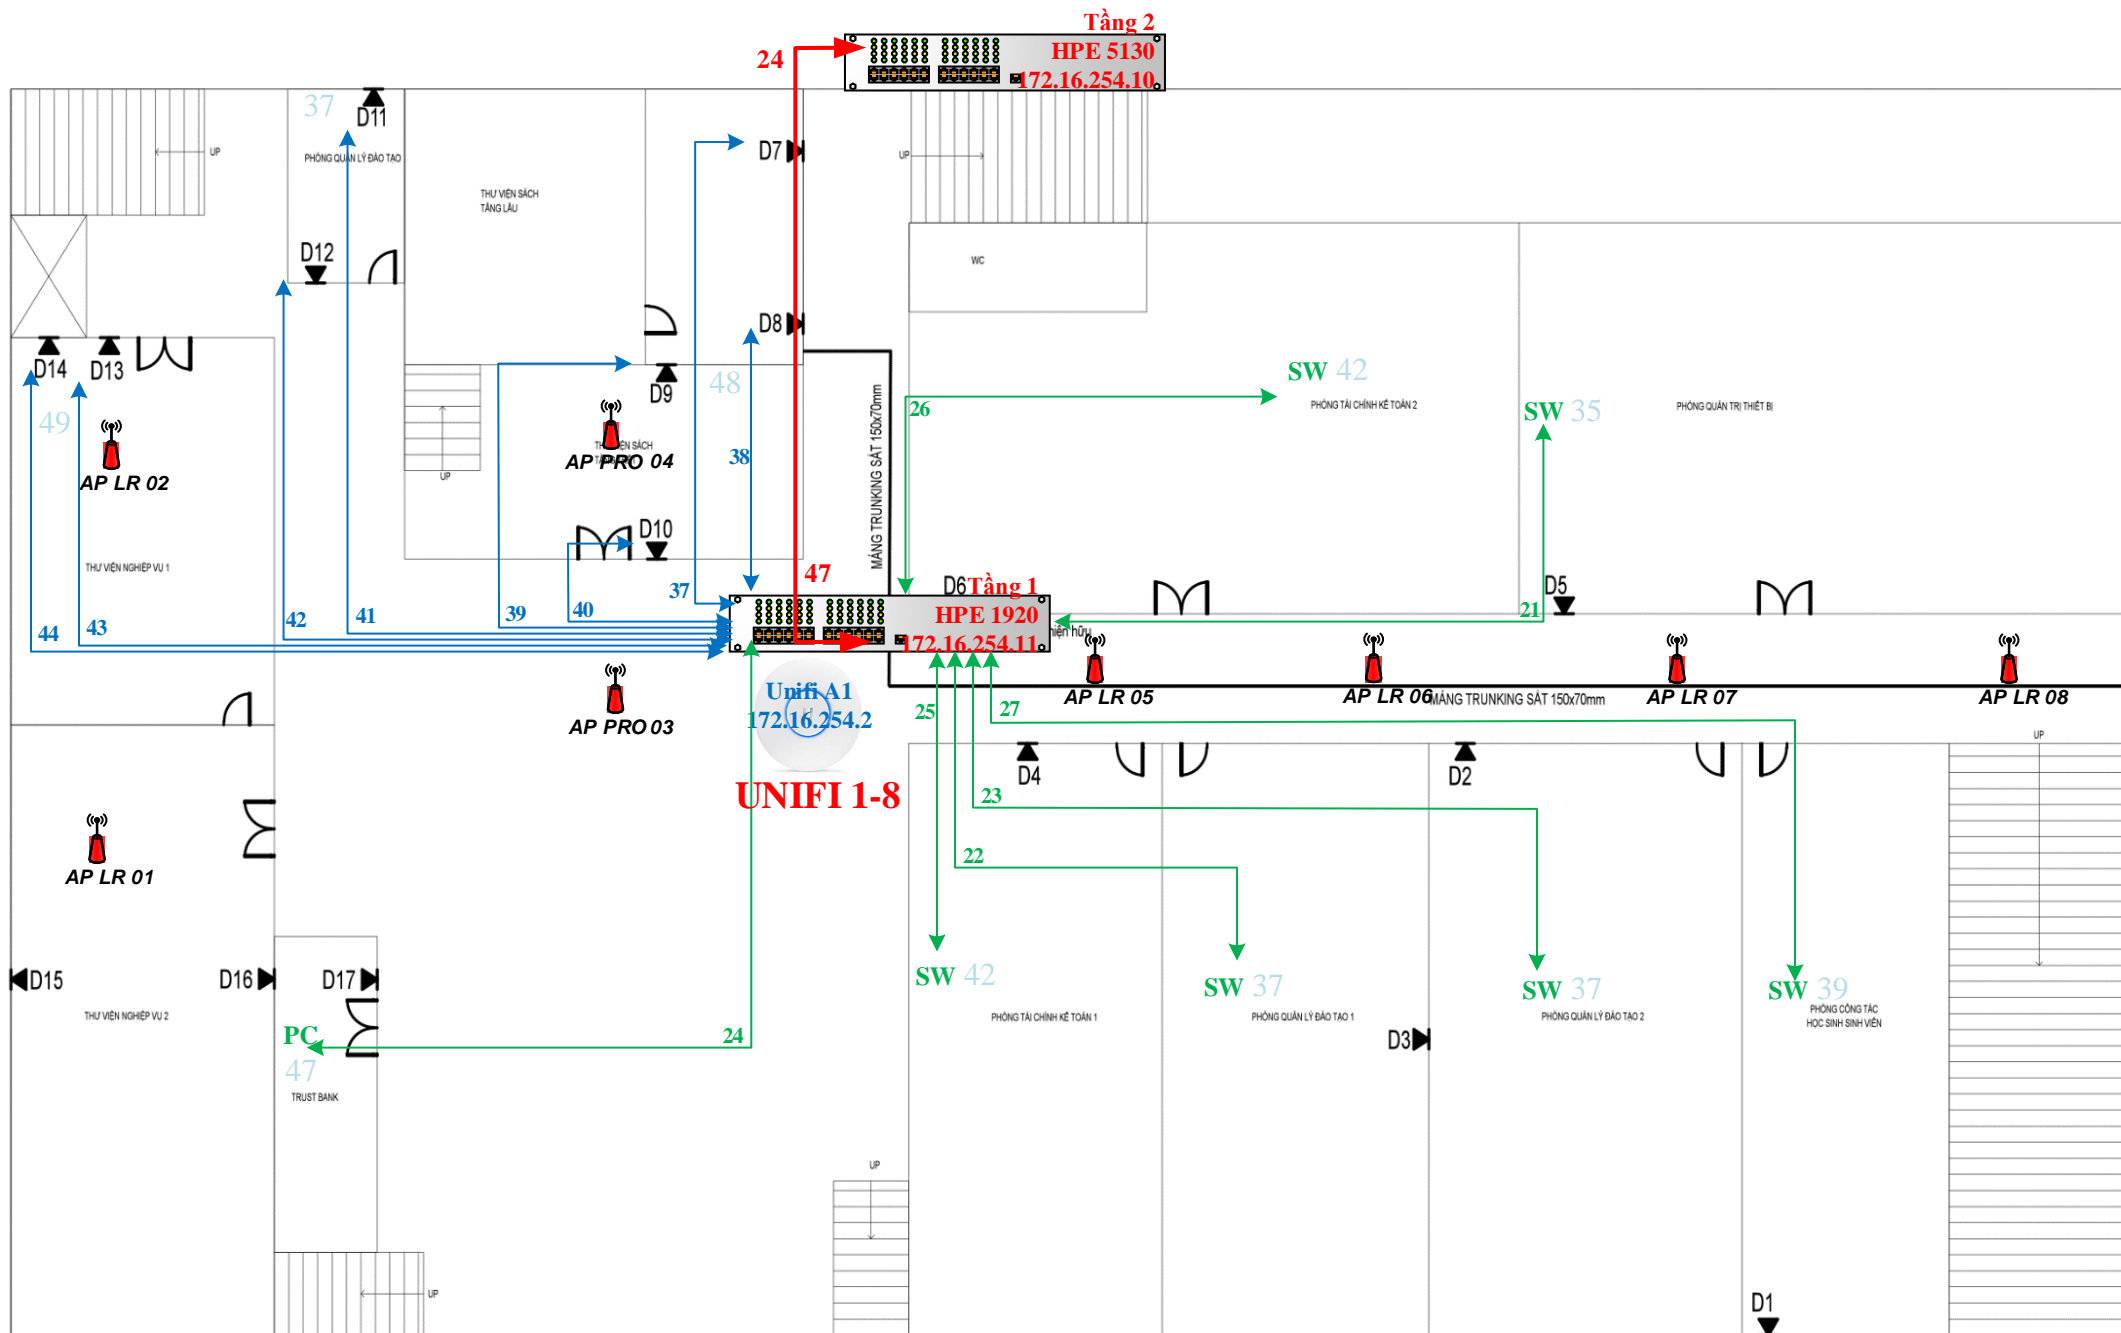 Tầng 2
24
HPE 5130
172.16.254.10
37
D11
UP
PHÒNG QUẢN LÝ ĐÀO TẠO
D7
UP
THƯ VIỆN SÁCH
TẦNG LẦU
D12
WC
D8
D14
D13
D9
48
SW 42
PHÒNG TÀI CHÍNH KẾ TOÁN 2
SW 35
PHÒNG QUẢN TRỊ THIẾT BỊ
26
49
MÁNG TRUNKING SẮT 150x70mm
38
AP LR 02
AP PRO 04
UP
D10
THƯ VIỆN NGHIỆP VỤ 1
47
D6
Tầng 1
D5
37
HPE 1920
172.16.254.11
hiện hữu
21
44
43
42
41
39
40
AP LR 05
AP LR 06
AP LR 07
AP LR 08
MÁNG TRUNKING SẮT 150x70mm
Unifi A1
172.16.254.2
AP PRO 03
25
27
UP
D4
D2
UNIFI 1-8
23
22
AP LR 01
D15
D16
D17
SW 42
SW 37
SW 37
SW 39
THƯ VIỆN NGHIỆP VỤ 2
PHÒNG TÀI CHÍNH KẾ TOÁN 1
PHÒNG QUẢN LÝ ĐÀO TẠO 1
PHÒNG QUẢN LÝ ĐÀO TẠO 2
PHÒNG CÔNG TÁC
HỌC SINH SINH VIÊN
PC
24
D3
47
TRUST BANK
UP
UP
D1